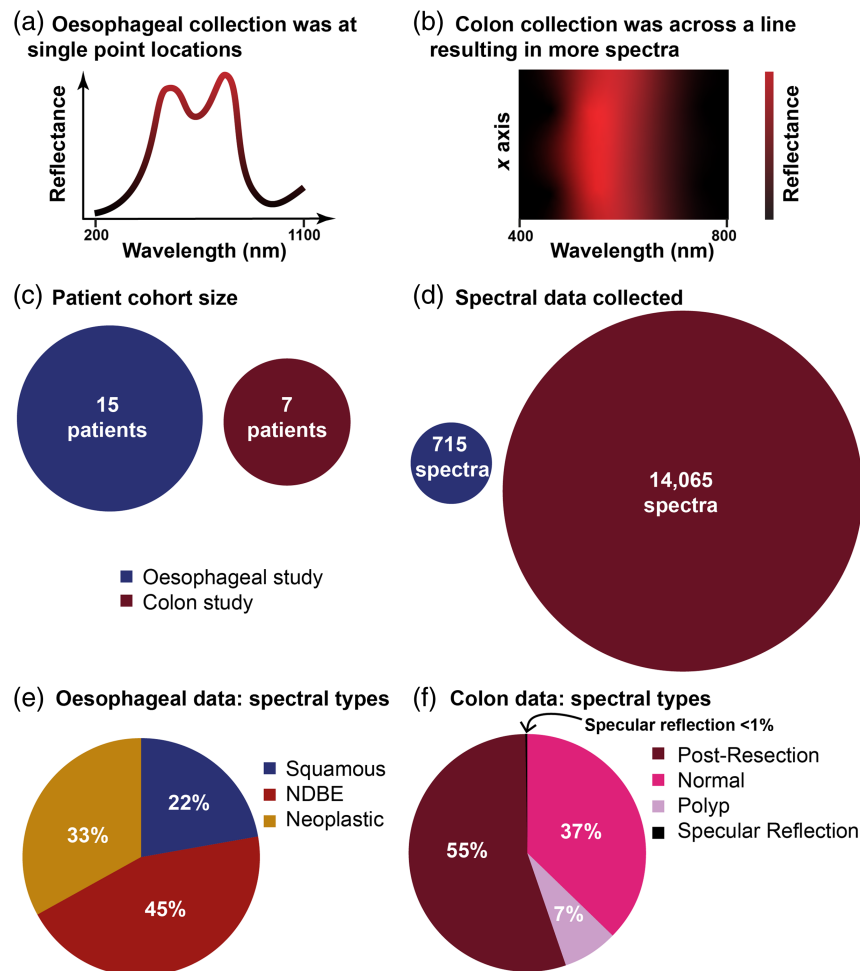 (a) Oesophageal collection was at
single point locations
Reflectance
200
1100
Wavelength (nm)
(b) Colon collection was across a line
resulting in more spectra
x axis
400
800
Wavelength (nm)
Reflectance
(c) Patient cohort size
15
patients
7
patients
(d) Spectral data collected
715
spectra
14,065
spectra
Oesophageal study
Colon study
(e) Oesophageal data: spectral types
22%
33%
45%
Squamous
NDBE
Neoplastic
(f) Colon data: spectral types
Specular reflection <1%
55%
37%
7%
Post-Resection
Normal
Polyp
Specular Reflection